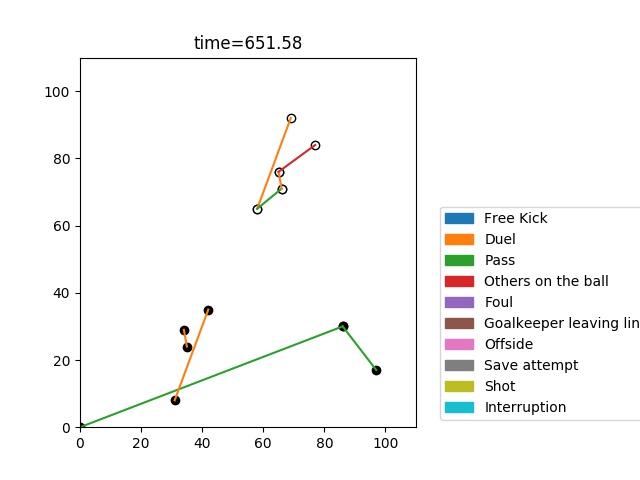 time=651.58
100
80
60
40
20
0
0 20 40 60 80 100
Free Kick
Duel
Pass
Others on the ball
Foul
Goalkeeper leaving lin
Offside
Save attempt
Shot
Interruption